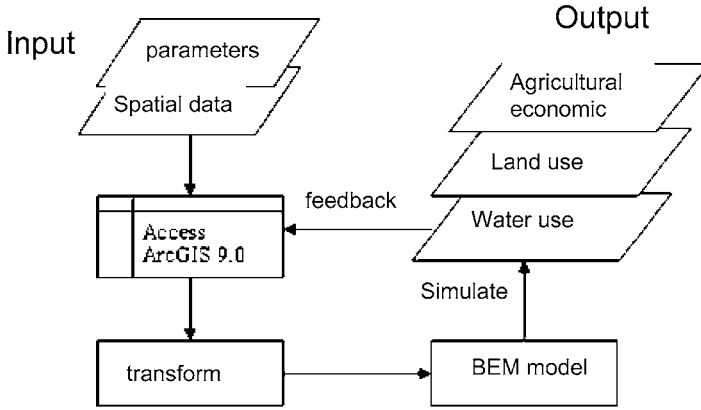 Input
parameters
Spatial data
Access
ArcGIS 9.0
transform
feedback
Output
Agricultural
economic
Land use
Water use
Simulate
BEM model